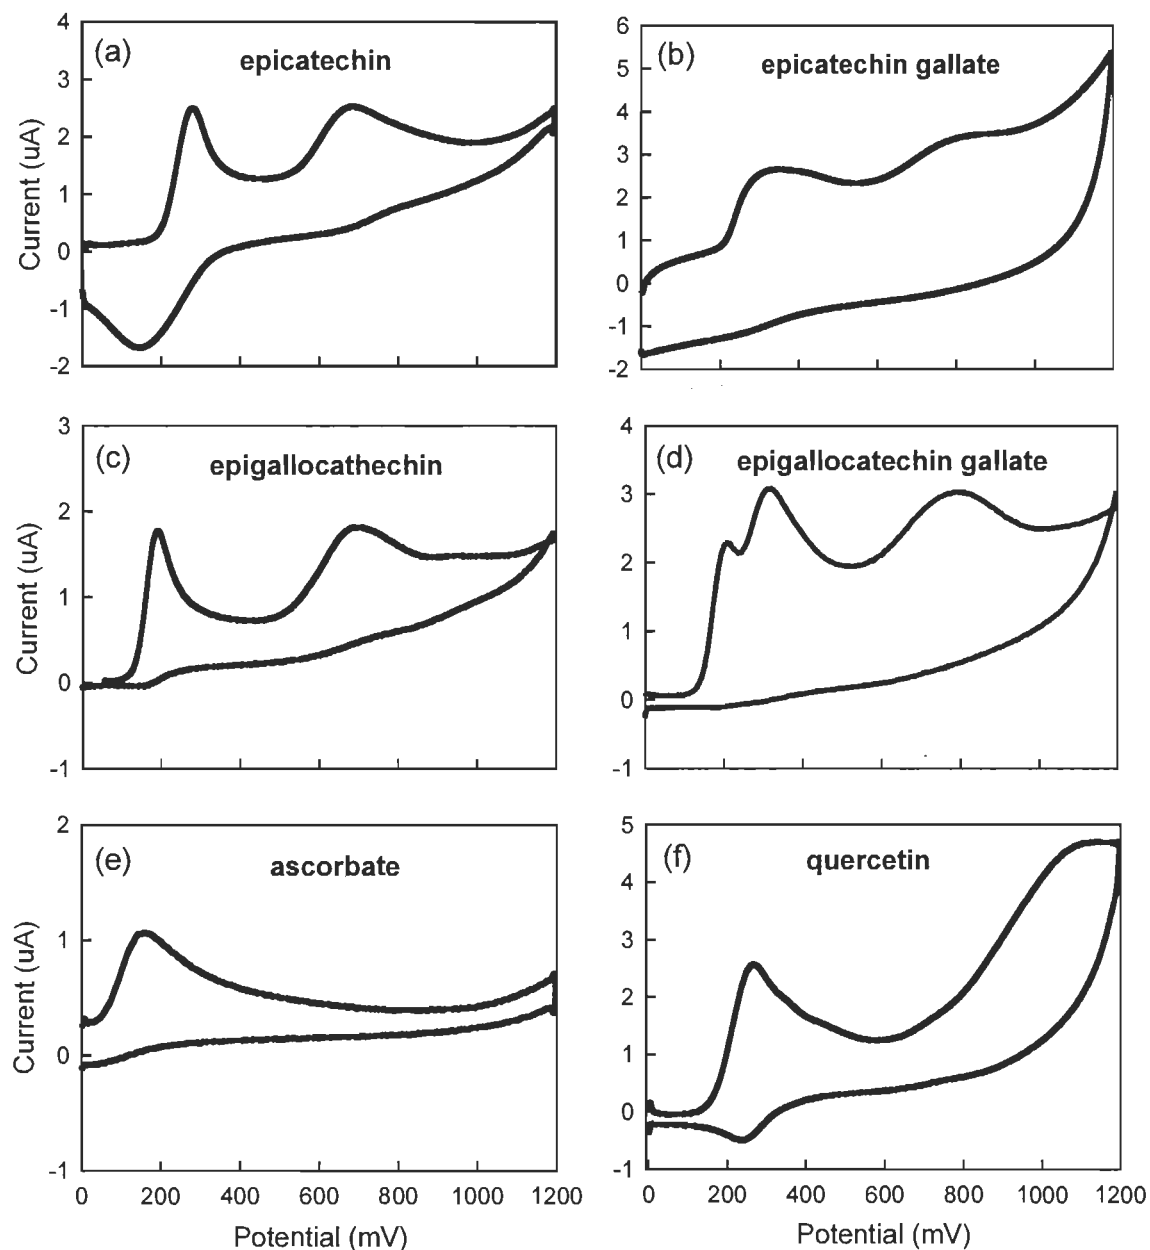 (a) epicatechin
4
3
2
1
0
-1
-2
Current (uA)
(b) epicatechin gallate
6
5
4
3
2
1
0
-1
-2
(c) epigallocathechin
3
2
1
0
-1
Current (uA)
(d) epigallocatechin gallate
4
3
2
1
0
-1
(e) ascorbate
2
1
0
-1
Current (uA)
0 200 400 600 800 1000 1200
Potential (mV)
(f) quercetin
5
4
3
2
1
0
-1
0 200 400 600 800 1000 1200
Potential (mV)